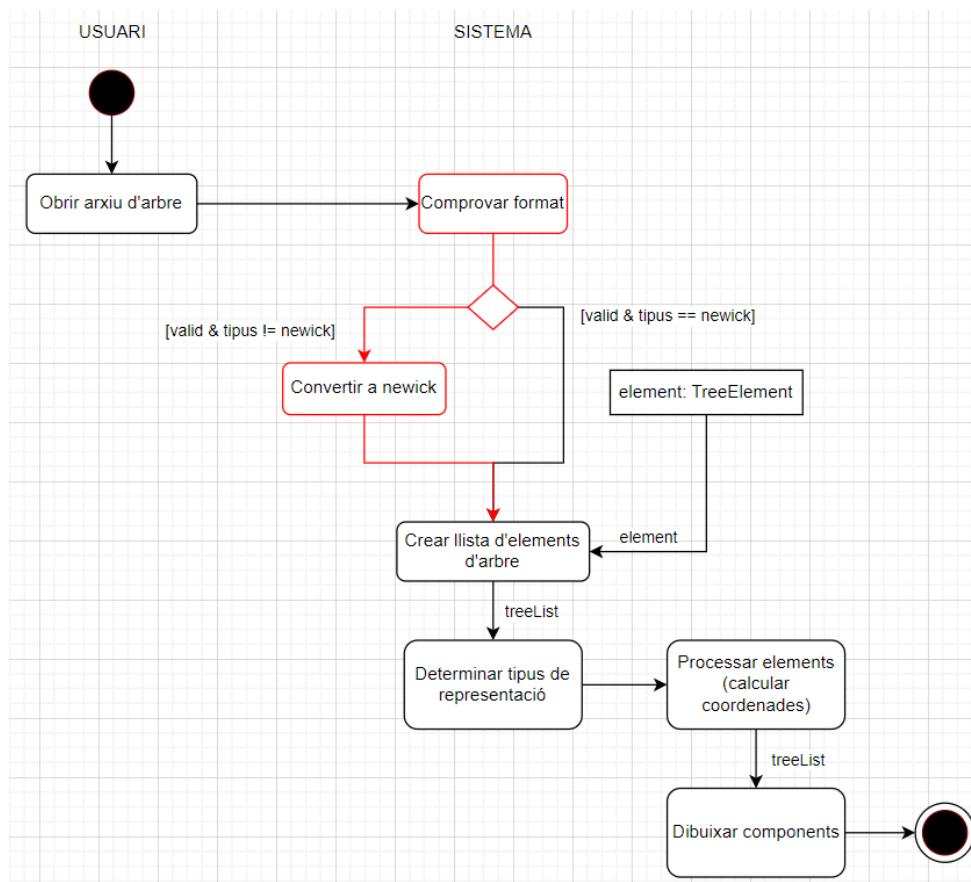 USUARI
SISTEMA
Obrir arxiu d'arbre
Comprovar format
[valid & tipus != newick]
[valid & tipus == newick]
Convertir a newick
element: TreeElement
Crear llista d'elements
d'arbre
element
treeList
Determinar tipus de
representació
Processar elements
(calcular
coordenades)
treeList
Dibuixar components